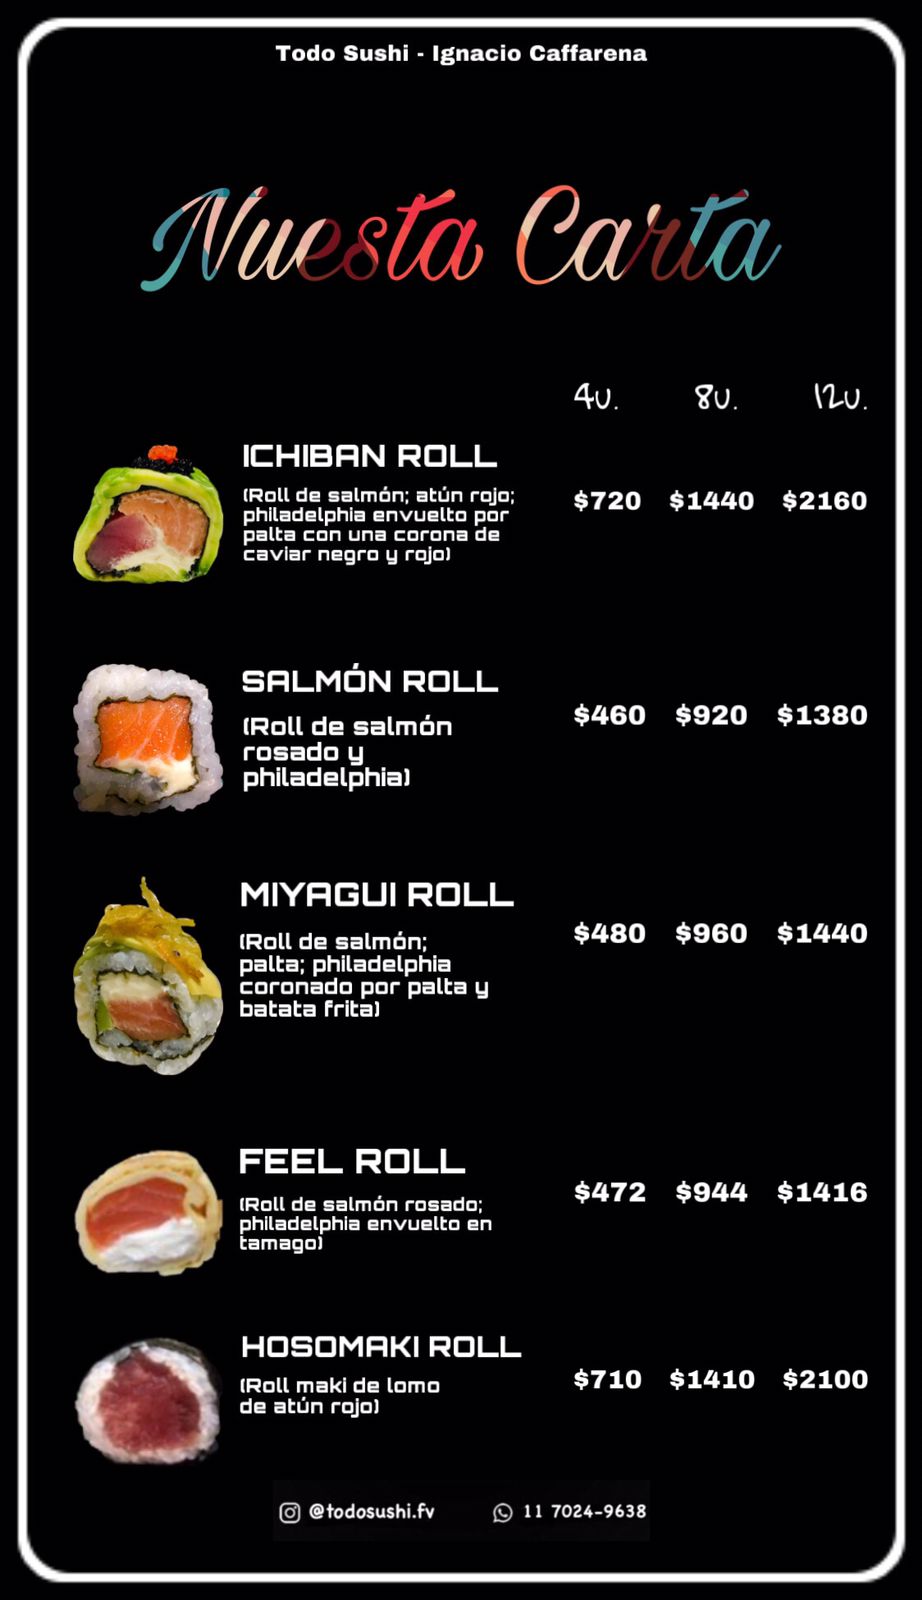 Todo Sushi - Ignacio Caffarena
Nuesta Carta
4u. 8u. 12u.
ICHIBAN ROLL
(Roll de salmón; atún rojo;
philadelphia envuelto por
palta con una corona de
caviar negro y rojo)
$720 $1440 $2160
SALMÓN ROLL
(Roll de salmón
rosado y
philadelphia)
$460 $920 $1380
MIYAGUI ROLL
(Roll de salmón;
palta; philadelphia
coronado por palta y
batata frita)
$480 $960 $1440
FEEL ROLL
(Roll de salmón rosado;
philadelphia envuelto en
tamago)
$472 $944 $1416
HOSOMAKI ROLL
(Roll maki de lomo
de atún rojo)
$710 $1410 $2100
@todosushi.fv 11 7024-9638